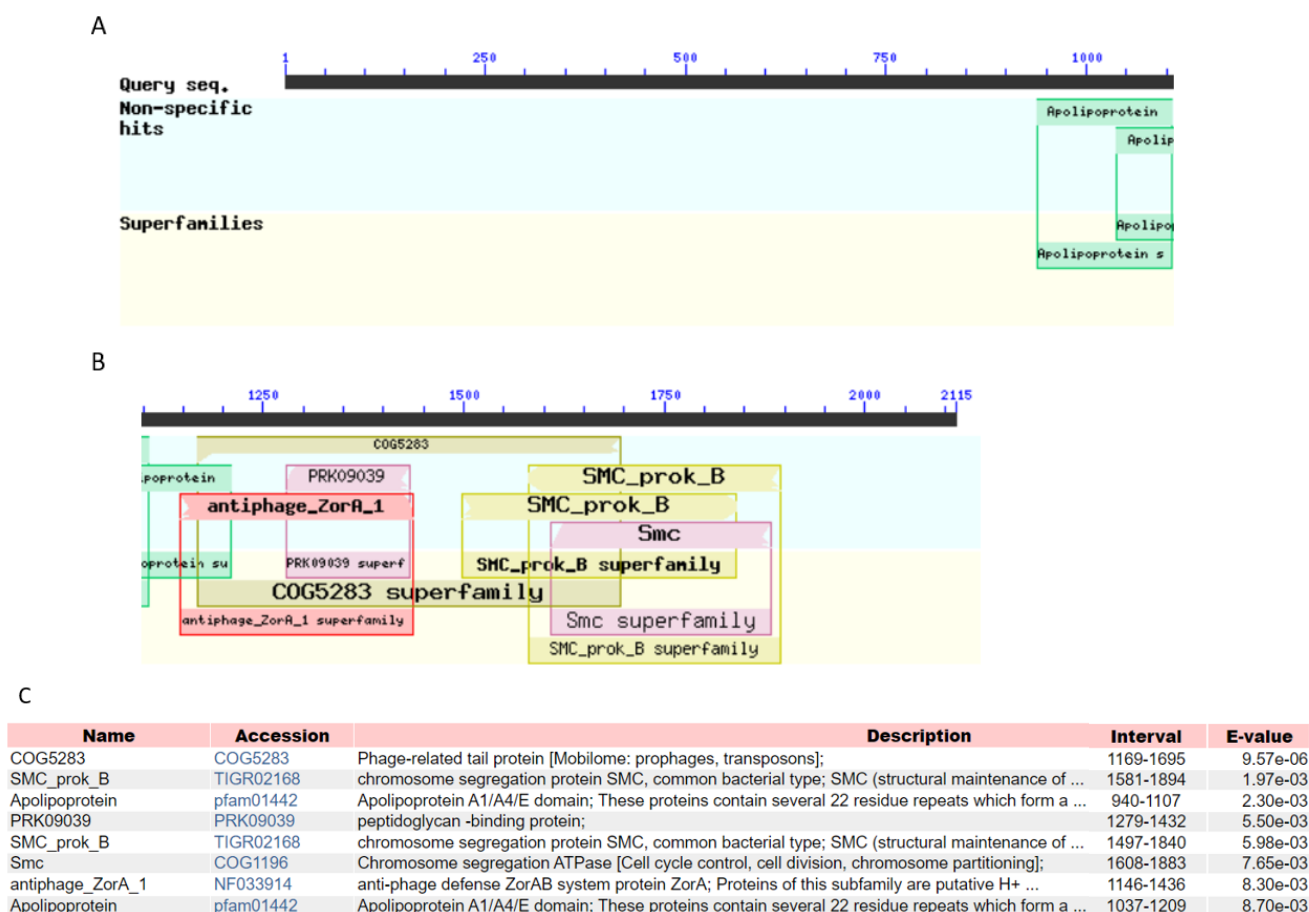 A
1 250 500 750 1000
Query seq.
Non-specific
hits
Apolipoprotein
Apolip
Superfamilies
Apolipo
Apolipoprotein s
B
1250 1500 1750 2000 2115
COG5283
poprotein PRK09039 SMC_prok_B
antiphage_ZorA_1 SMC_prok_B
Smc
oprotein su PRK09039 superf SMC_prok_B superfamily
COG5283 superfamily
antiphage_ZorA_1 superfamily Smc superfamily
SMC_prok_B superfamily
C
Name Accession Description Interval E-value
COG5283 COG5283 Phage-related tail protein [Mobilome: prophages, transposons]; 1169-1695 9.57e-06
SMC_prok_B TIGR02168 chromosome segregation protein SMC, common bacterial type; SMC (structural maintenance of ... 1581-1894 1.97e-03
Apolipoprotein pfam01442 Apolipoprotein A1/A4/E domain; These proteins contain several 22 residue repeats which form a ... 940-1107 2.30e-03
PRK09039 PRK09039 peptidoglycan -binding protein; 1279-1432 5.50e-03
SMC_prok_B TIGR02168 chromosome segregation protein SMC, common bacterial type; SMC (structural maintenance of ... 1497-1840 5.98e-03
Smc COG1196 Chromosome segregation ATPase [Cell cycle control, cell division, chromosome partitioning]; 1608-1883 7.65e-03
antiphage_ZorA_1 NF033914 anti-phage defense ZorAB system protein ZorA; Proteins of this subfamily are putative H+ ... 1146-1436 8.30e-03
Apolipoprotein pfam01442 Apolipoprotein A1/A4/E domain; These proteins contain several 22 residue repeats which form a ... 1037-1209 8.70e-03